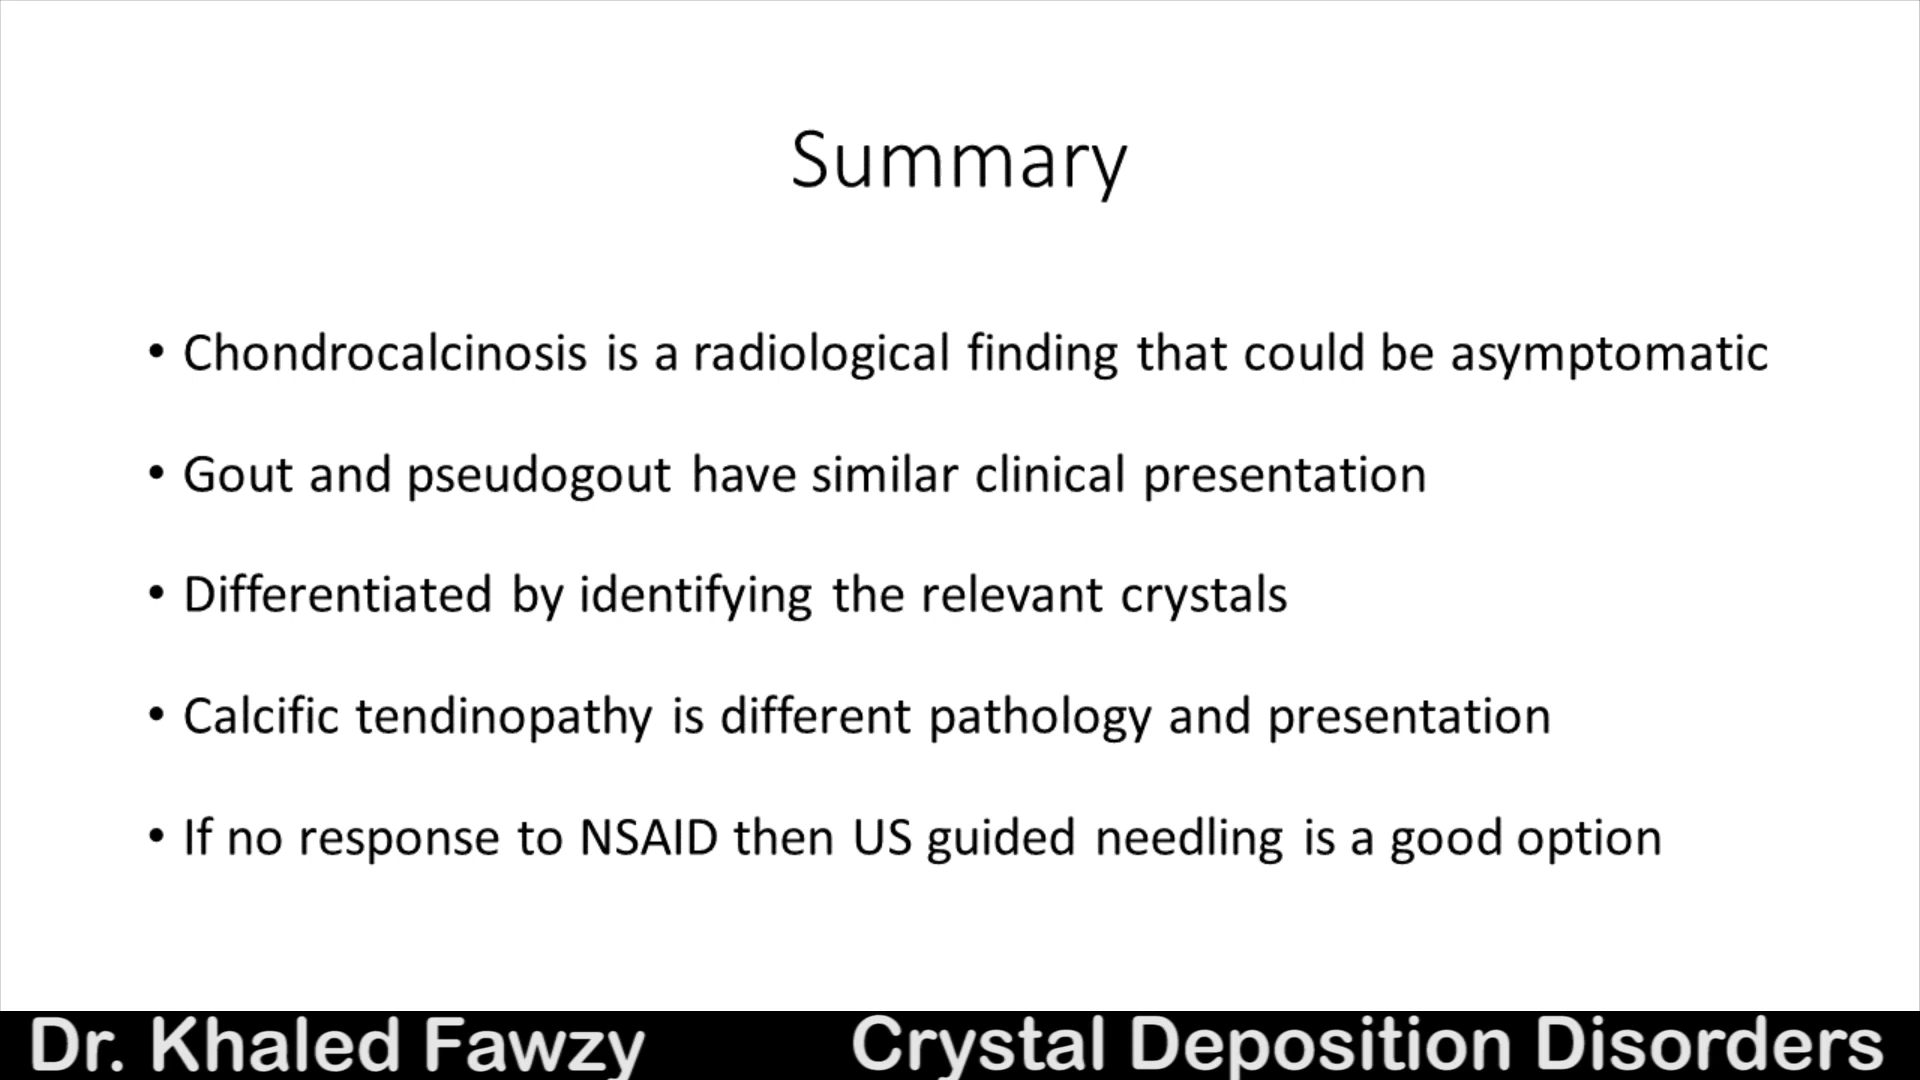 Summary
• Chondrocalcinosis is a radiological finding that could be asymptomatic
• Gout and pseudogout have similar clinical presentation
• Differentiated by identifying the relevant crystals
• Calcific tendinopathy is different pathology and presentation
• If no response to NSAID then US guided needling is a good option
Dr. Khaled Fawzy
Crystal Deposition Disorders